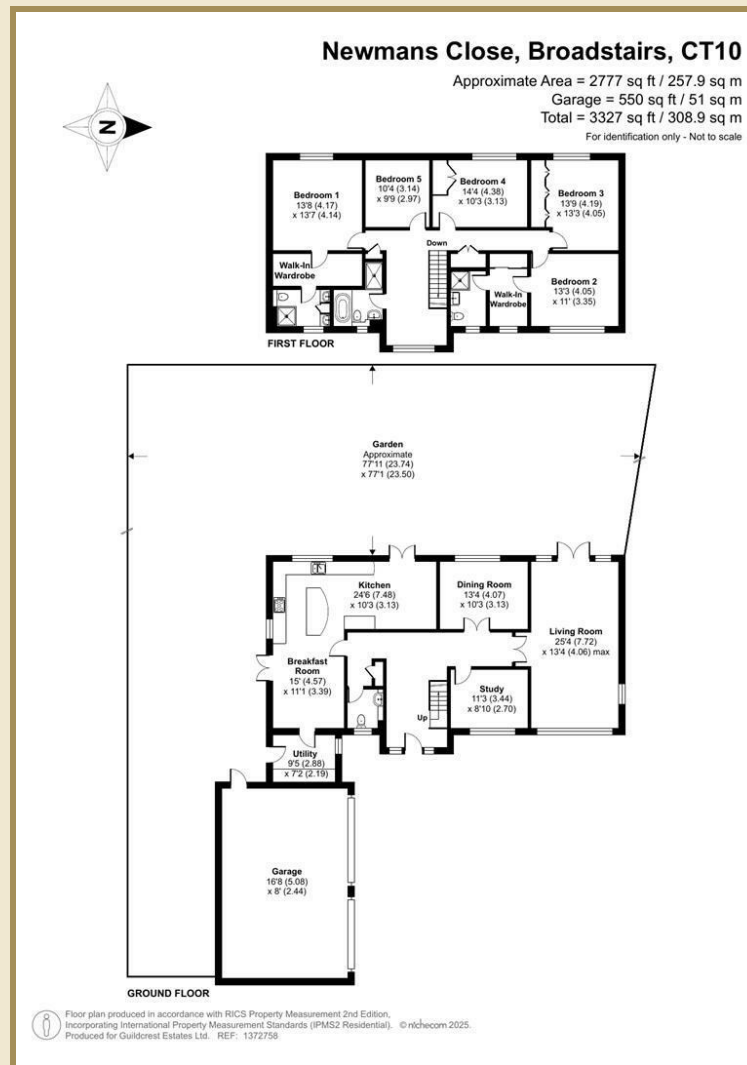 Newmans Close, Broadstairs, CT10
Approximate Area = 2777 sq ft / 257.9 sq m
Garage = 550 sq ft / 51 sq m
Total = 3327 sq ft / 308.9 sq m
For identification only - Not to scale
N
Bedroom 1
13'8 (4.17)
x 13'7 (4.14)
Bedroom 5
10'4 (3.14)
x 9'9 (2.97)
Bedroom 4
14'4 (4.38)
x 10'3 (3.13)
Bedroom 3
13'9 (4.19)
x 13'3 (4.05)
Down
Walk-In
Wardrobe
Walk-In
Wardrobe
Bedroom 2
13'3 (4.05)
x 11' (3.35)
FIRST FLOOR
Garden
Approximate
77'11 (23.74)
x 77'1 (23.50)
Kitchen
24'6 (7.48)
x 10'3 (3.13)
Dining Room
13'4 (4.07)
x 10'3 (3.13)
Living Room
25'4 (7.72)
x 13'4 (4.06) max
Breakfast
Room
15' (4.57)
x 11'1 (3.39)
Study
11'3 (3.44)
x 8'10 (2.70)
Up
Utility
9'5 (2.88)
x 7'2 (2.19)
Garage
16'8 (5.08)
x 8' (2.44)
GROUND FLOOR
Floor plan produced in accordance with RICS Property Measurement 2nd Edition,
Incorporating International Property Measurement Standards (IPMS2 Residential). © nichecom 2025.
Produced for Guildcrest Estates Ltd. REF: 1372758